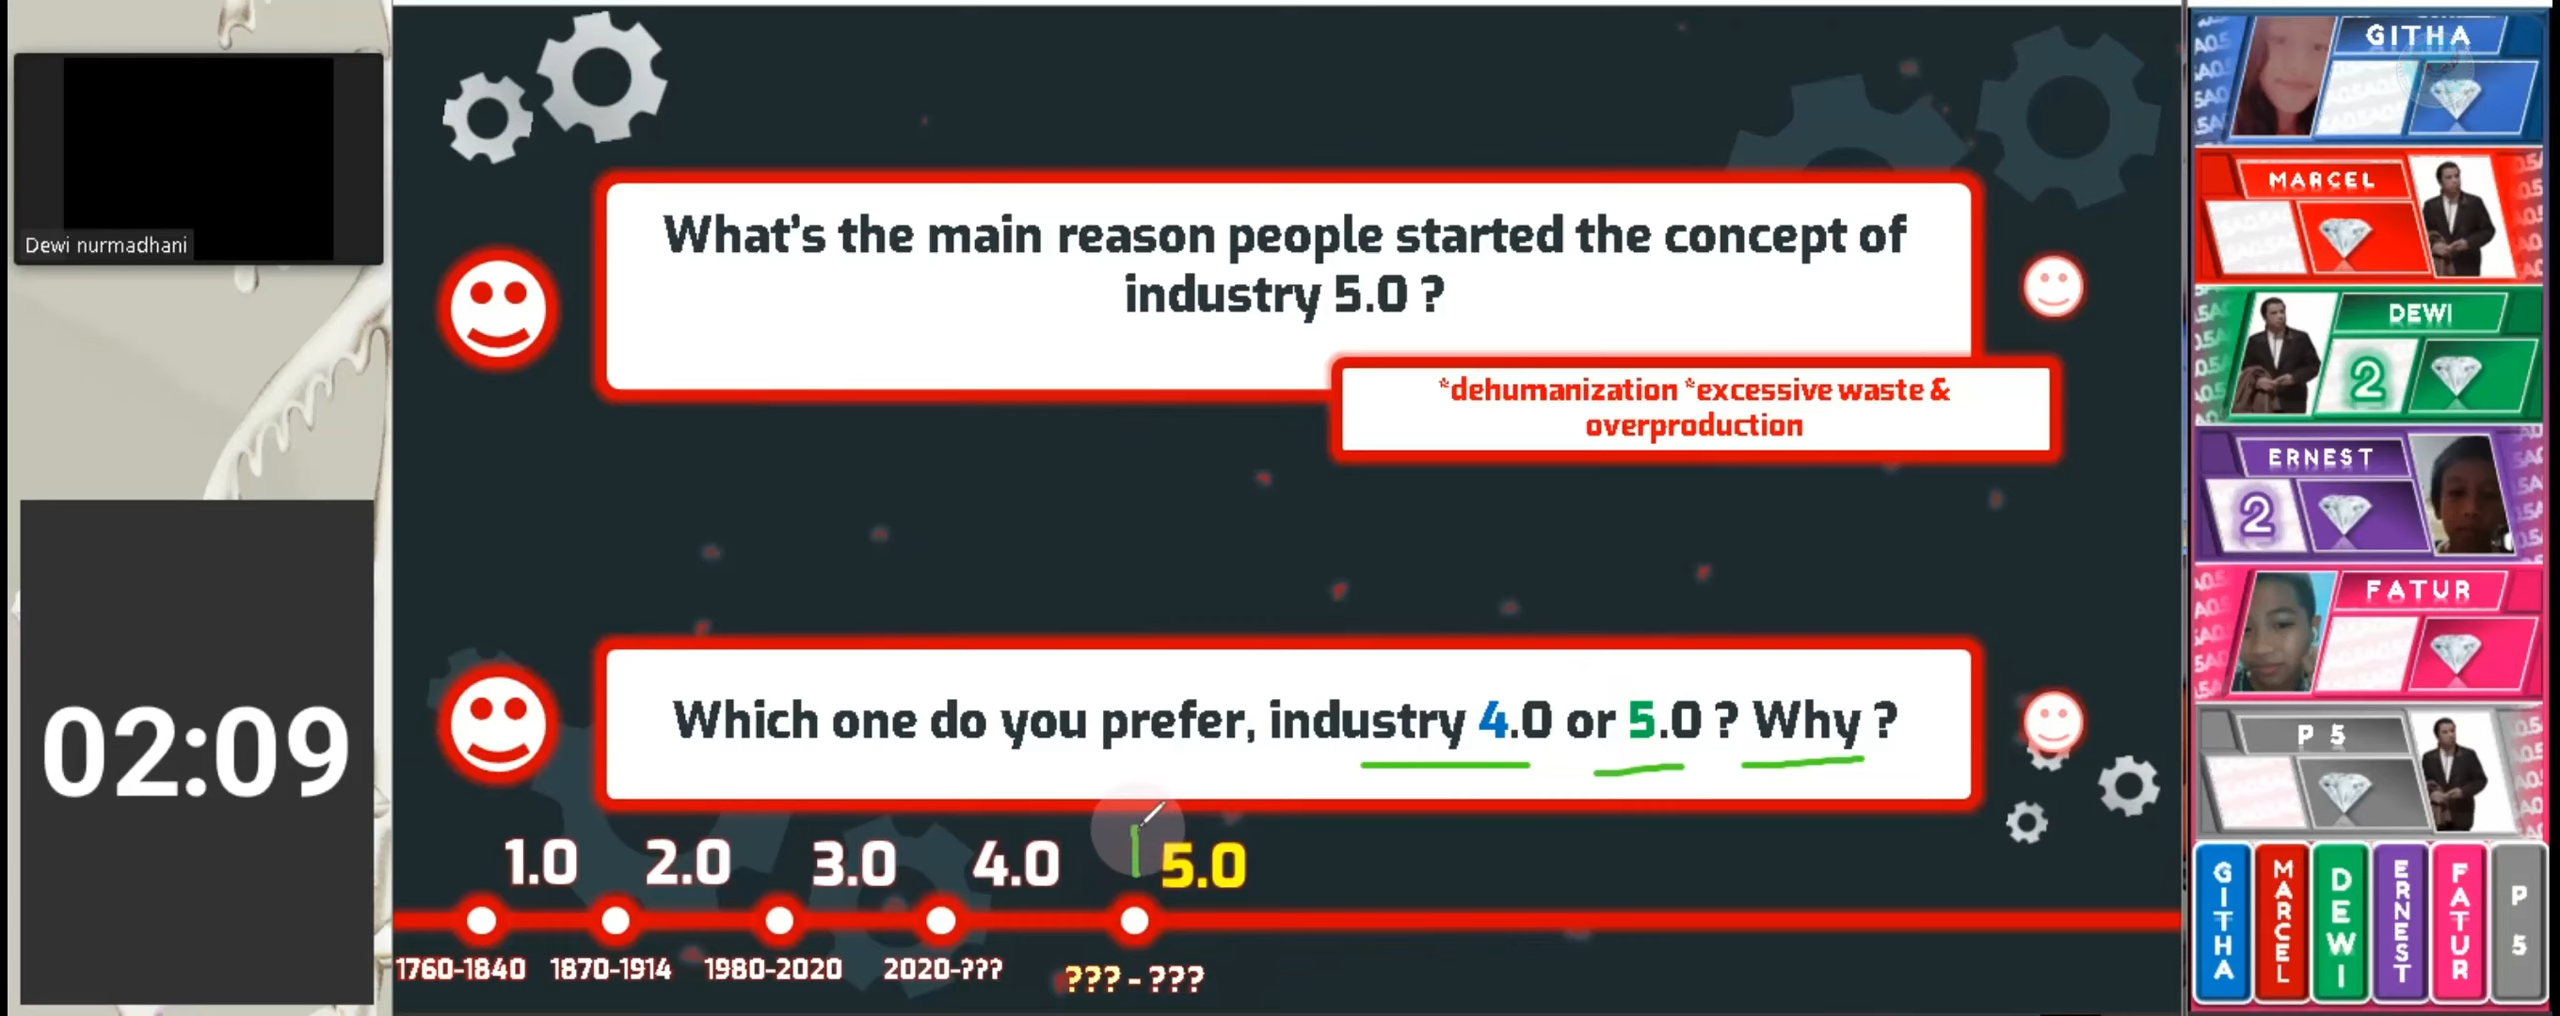 Dewi nurmadhani
02:09
What's the main reason people started the concept of
industry 5.0 ?
*dehumanization *excessive waste &
overproduction
Which one do you prefer, industry 4.0 or 5.0 ? Why ?
1.0 2.0 3.0 4.0 5.0
1760-1840 1870-1914 1980-2020 2020-??? ??? - ???
GITHA
MARCEL
DEWI
2
ERNEST
2
FATUR
P 5
GITHA
MARCEL
DEWI
ERNEST
FATUR
P 5